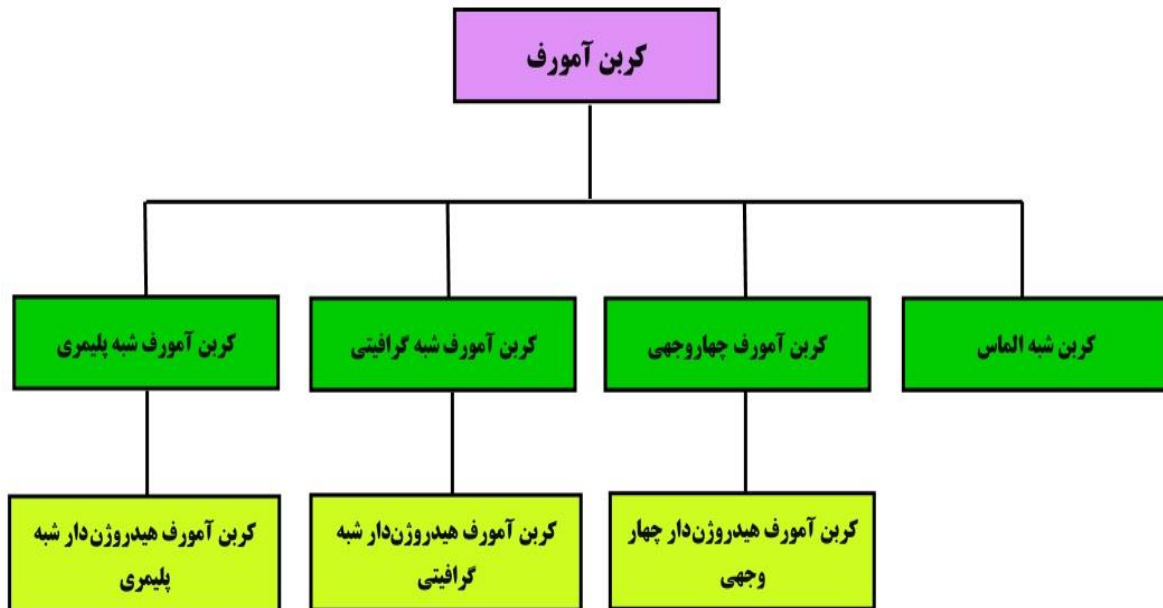 کربن آمورف
کربن شبه الماس
کربن آمورف چهاروجهی
کربن آمورف شبه گرافیتی
کربن آمورف شبه پلیمری
کربن آمورف هیدروژن‌دار چهار
وجهی
کربن آمورف هیدروژن‌دار شبه
گرافیتی
کربن آمورف هیدروژن‌دار شبه
پلیمری